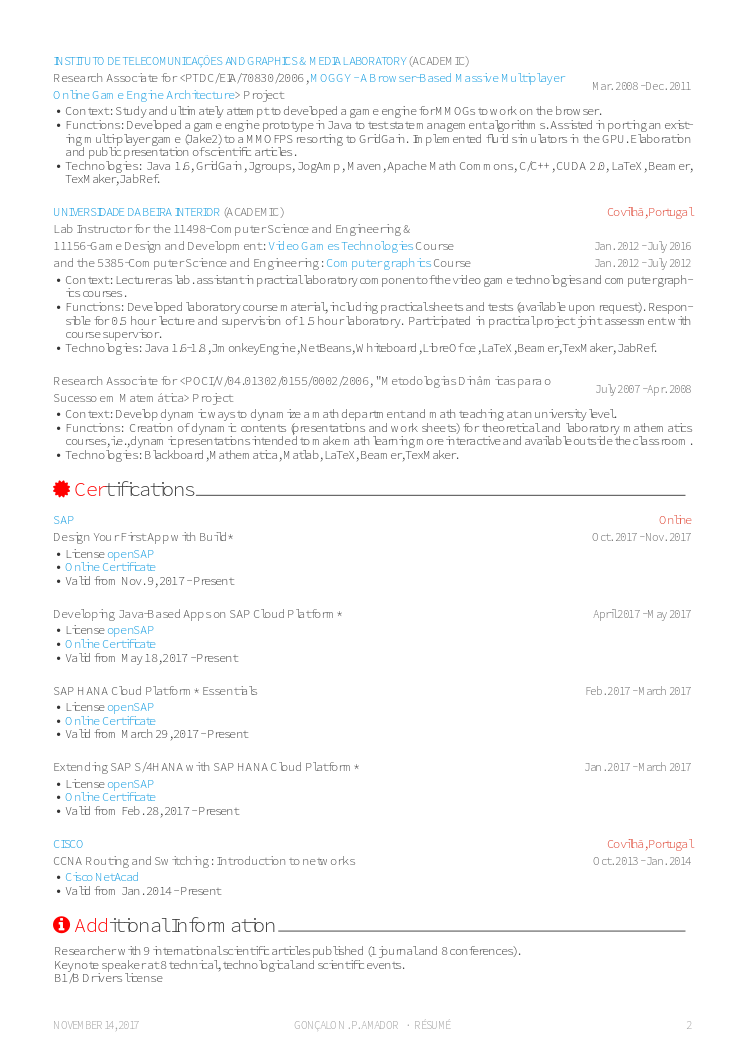 INSTITUTO DE TELECOMUNICAÇÕES AND GRAPHICS & MEDIA LABORATORY (ACADEMIC)
Research Associate for <PTDC/EIA/70830/2006, MOGGY - A Browser-Based Massive Multiplayer
Online Game Engine Architecture> Project
Mar. 2008 - Dec. 2011
• Context: Study and ultimately attempt to developed a game engine for MMOGs to work on the browser.
• Functions: Developed a game engine prototype in Java to test state management algorithms. Assisted in porting an exist-
ing multi-player game (Jake2) to a MMOFPS resorting to GridGain. Implemented fluid simulators in the GPU. Elaboration
and public presentation of scientific articles.
• Technologies: Java 1.6, GridGain, Jgroups, JogAmp, Maven, Apache Math Commons, C/C++, CUDA 2.0, LaTeX, Beamer,
TexMaker, JabRef.
UNIVERSIDADE DA BEIRA INTERIOR (ACADEMIC) Covilhã, Portugal
Lab Instructor for the 11498-Computer Science and Engineering &
11156-Game Design and Development: Video Games Technologies Course Jan. 2012 - July 2016
and the 5385-Computer Science and Engineering: Computer graphics Course Jan. 2012 - July 2012
• Context: Lecturer as lab. assistant in practical laboratory component of the video game technologies and computer graph-
ics courses.
• Functions: Developed laboratory course material, including practical sheets and tests (available upon request). Respon-
sible for 0.5 hour lecture and supervision of 1.5 hour laboratory. Participated in practical project joint assessment with
course supervisor.
• Technologies: Java 1.6-1.8, JmonkeyEngine, NetBeans, Whiteboard, LibreOfce, LaTeX, Beamer, TexMaker, JabRef.
Research Associate for <POCI/V/04.01302/0155/0002/2006, "Metodologias Dinâmicas para o
Sucesso em Matemática> Project
July 2007 - Apr. 2008
• Context: Develop dynamic ways to dynamize a math department and math teaching at an university level.
• Functions: Creation of dynamic contents (presentations and work sheets) for theoretical and laboratory mathematics
courses, i.e., dynamic presentations intended to make math learning more interactive and available outside the classroom.
• Technologies: Blackboard, Mathematica, Matlab, LaTeX, Beamer, TexMaker.
Certifications
SAP Online
Design Your First App with Build* Oct. 2017 - Nov. 2017
• License openSAP
• Online Certificate
• Valid from Nov. 9, 2017 - Present
Developing Java-Based Apps on SAP Cloud Platform* April 2017 - May 2017
• License openSAP
• Online Certificate
• Valid from May 18, 2017 - Present
SAP HANA Cloud Platform* Essentials Feb. 2017 - March 2017
• License openSAP
• Online Certificate
• Valid from March 29, 2017 - Present
Extending SAP S/4HANA with SAP HANA Cloud Platform* Jan. 2017 - March 2017
• License openSAP
• Online Certificate
• Valid from Feb. 28, 2017 - Present
CISCO Covilhã, Portugal
CCNA Routing and Switching: Introduction to networks Oct. 2013 - Jan. 2014
• Cisco NetAcad
• Valid from Jan. 2014 - Present
Additional Information
Researcher with 9 international scientific articles published (1 journal and 8 conferences).
Keynote speaker at 8 technical, technological and scientific events.
B1/B Drivers license
NOVEMBER 14, 2017 GONÇALO N. P. AMADOR · RÉSUMÉ 2